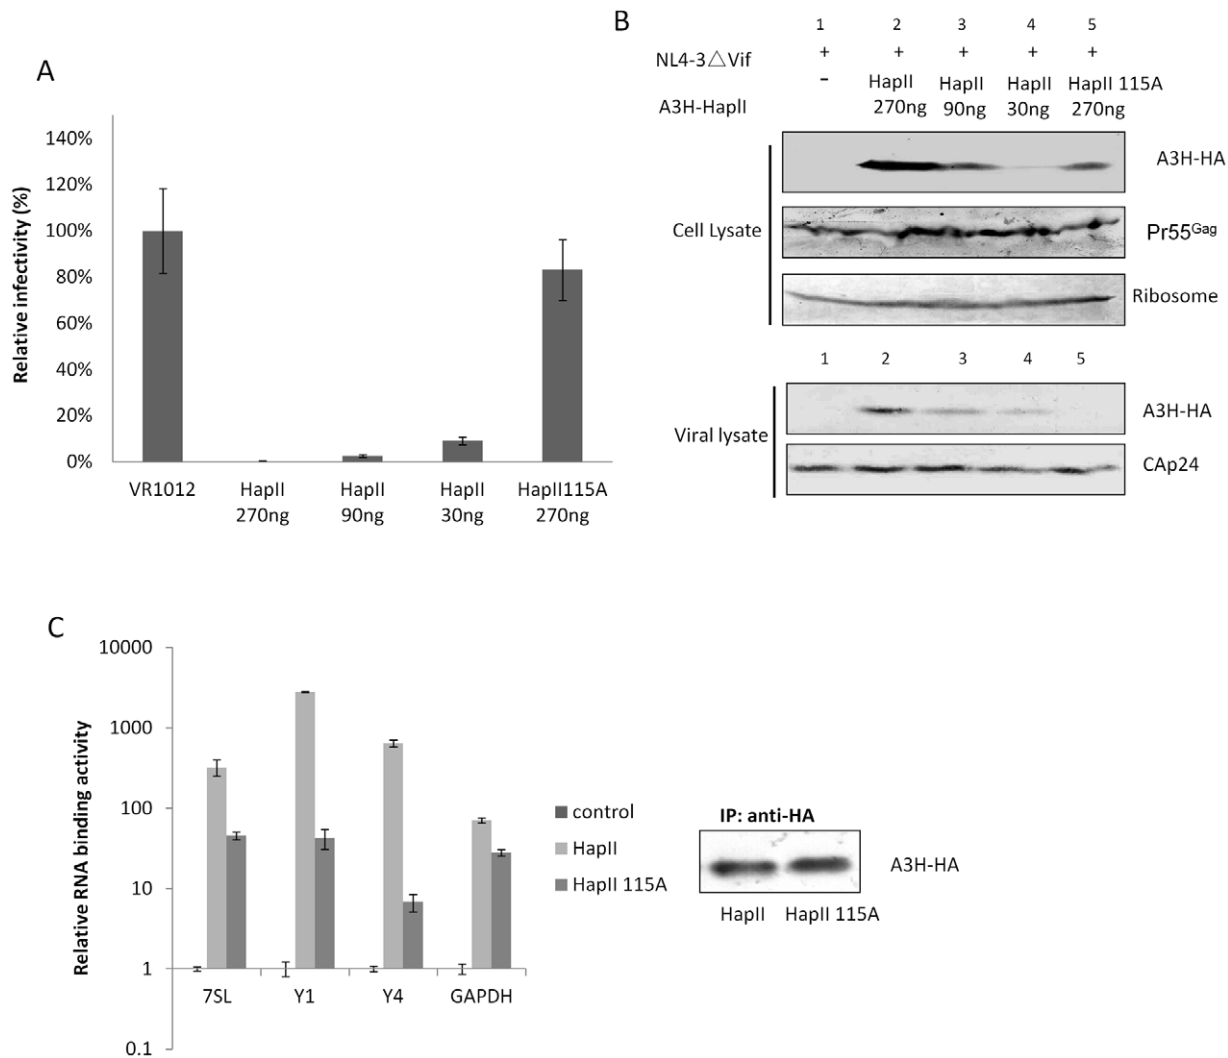 A
Relative infectivity (%)
140%
120%
100%
80%
60%
40%
20%
0%
VR1012
HapII
270ng
HapII
90ng
HapII
30ng
HapII115A
270ng
B
1 2 3 4 5
NL4-3△Vif + + + + +
A3H-HapII - HapII 270ng HapII 90ng HapII 30ng HapII 115A 270ng
A3H-HA
Cell Lysate
Pr55Gag
Ribosome
1 2 3 4 5
A3H-HA
Viral lysate
CAp24
C
Relative RNA binding activity
10000
1000
100
10
1
0.1
7SL Y1 Y4 GAPDH
control
HapII
HapII 115A
IP: anti-HA
A3H-HA
HapII HapII 115A